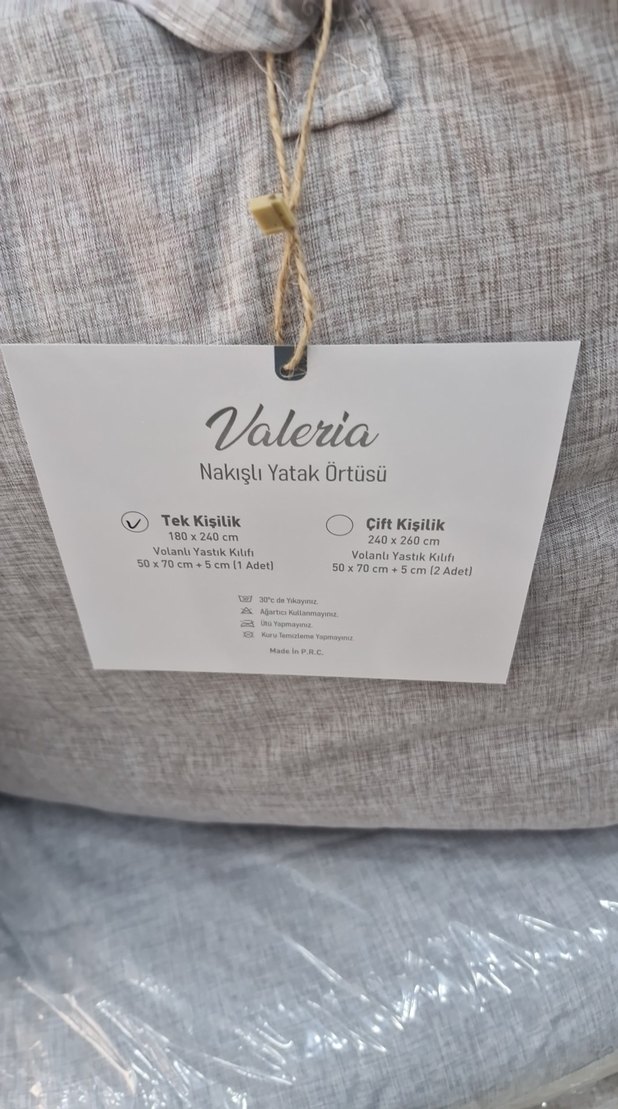 Valeria
Nakışlı Yatak Örtüsü
Tek Kişilik
180 x 240 cm
Volanlı Yastık Kılıfı
50 x 70 cm + 5 cm (1 Adet)
Çift Kişilik
240 x 260 cm
Volanlı Yastık Kılıfı
50 x 70 cm + 5 cm (2 Adet)
30°c de Yıkayınız.
Ağartıcı Kullanmayınız.
Ütü Yapmayınız.
Kuru Temizleme Yapmayınız.
Made İn P.R.C.